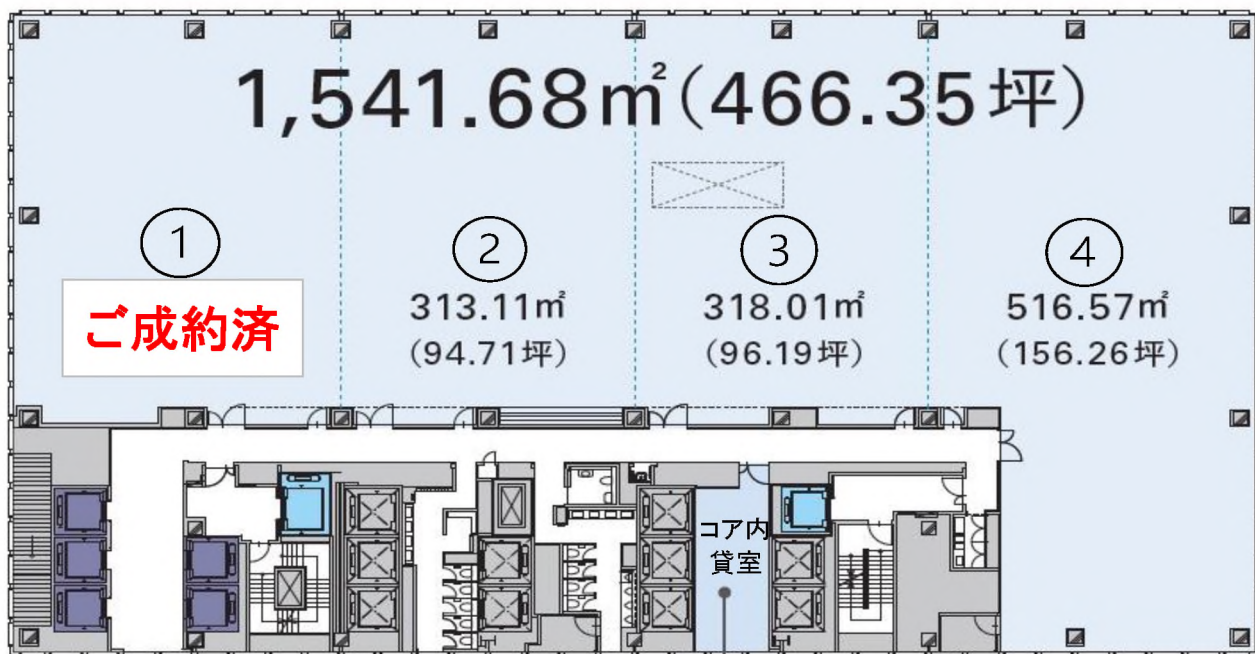 1,541.68㎡(466.35坪)
①
ご成約済
②
313.11㎡
(94.71坪)
③
318.01㎡
(96.19坪)
④
516.57㎡
(156.26坪)
コア内
貸室